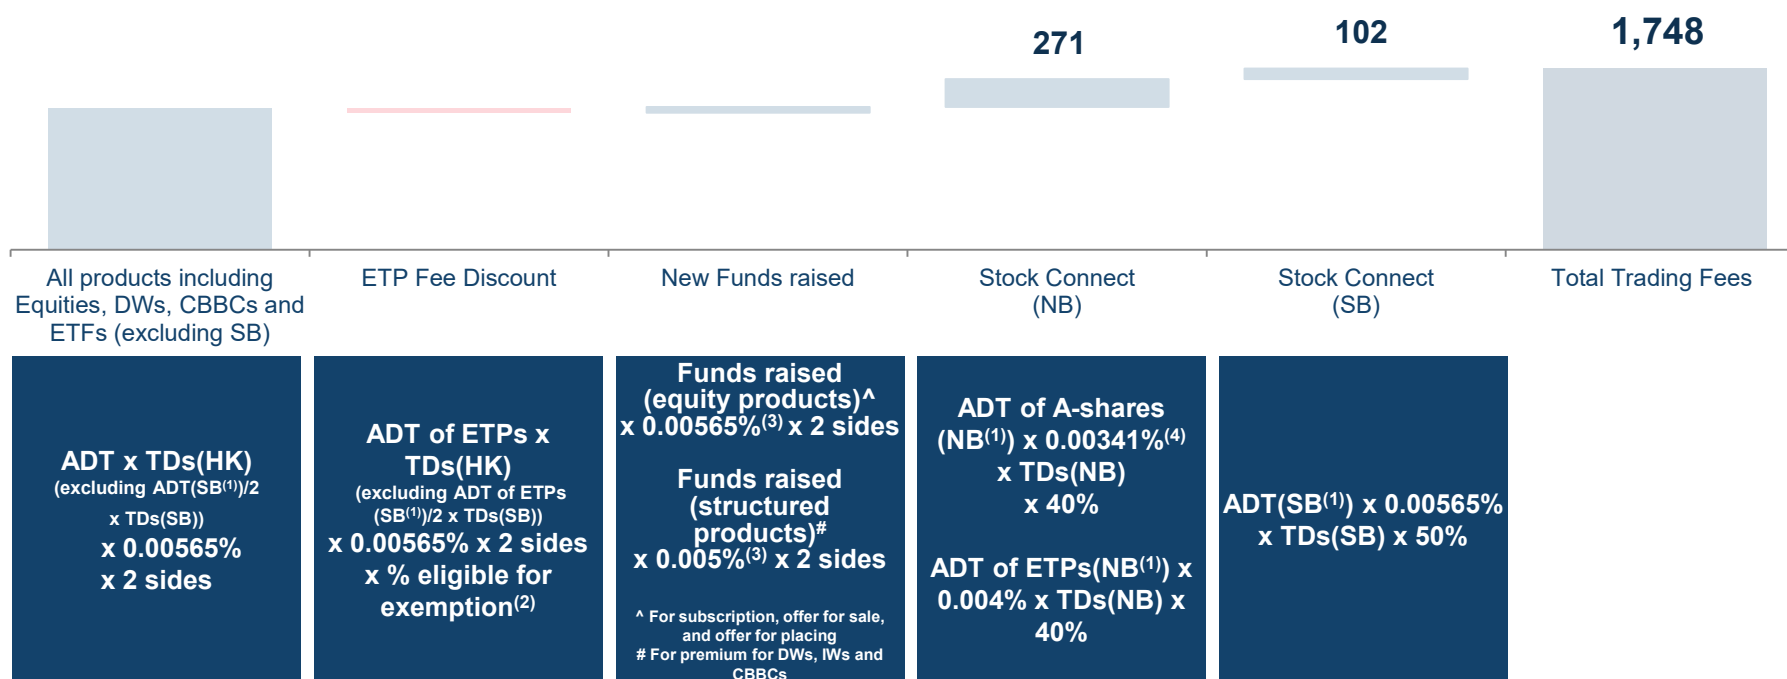 271
102
1,748
All products including
Equities, DWs, CBBCs and
ETFs (excluding SB)
ETP Fee Discount
New Funds raised
Stock Connect
(NB)
Stock Connect
(SB)
Total Trading Fees
ADT x TDs(HK)
(excluding ADT(SB(1))/2
x TDs(SB))
x 0.00565%
x 2 sides
ADT of ETPs x
TDs(HK)
(excluding ADT of ETPs
(SB(1))/2 x TDs(SB))
x 0.00565% x 2 sides
x % eligible for
exemption(2)
Funds raised
(equity products)^
x 0.00565%(3) x 2 sides
Funds raised
(structured
products)#
x 0.005%(3) x 2 sides
^ For subscription, offer for sale,
and offer for placing
# For premium for DWs, IWs and
CBBCs
ADT of A-shares
(NB(1)) x 0.00341%(4)
x TDs(NB)
x 40%
ADT of ETPs(NB(1)) x
0.004% x TDs(NB) x
40%
ADT(SB(1)) x 0.00565%
x TDs(SB) x 50%